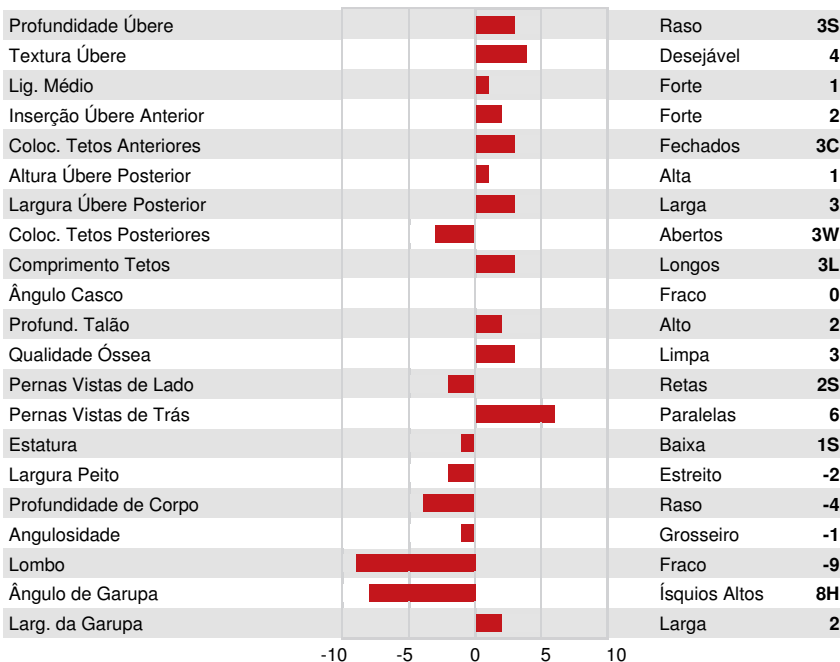 Profundidade Úbere Raso 3S
Textura Úbere Desejável 4
Lig. Médio Forte 1
Inserção Úbere Anterior Forte 2
Coloc. Tetos Anteriores Fechados 3C
Altura Úbere Posterior Alta 1
Largura Úbere Posterior Larga 3
Coloc. Tetos Posteriores Abertos 3W
Comprimento Tetos Longos 3L
Ângulo Casco Fraco 0
Profund. Talão Alto 2
Qualidade Óssea Limpa 3
Pernas Vistas de Lado Retas 2S
Pernas Vistas de Trás Paralelas 6
Estatura Baixa 1S
Largura Peito Estreito -2
Profundidade de Corpo Raso -4
Angulosidade Grosseiro -1
Lombo Fraco -9
Ângulo de Garupa Ísquios Altos 8H
Larg. da Garupa Larga 2
-10 -5 0 5 10